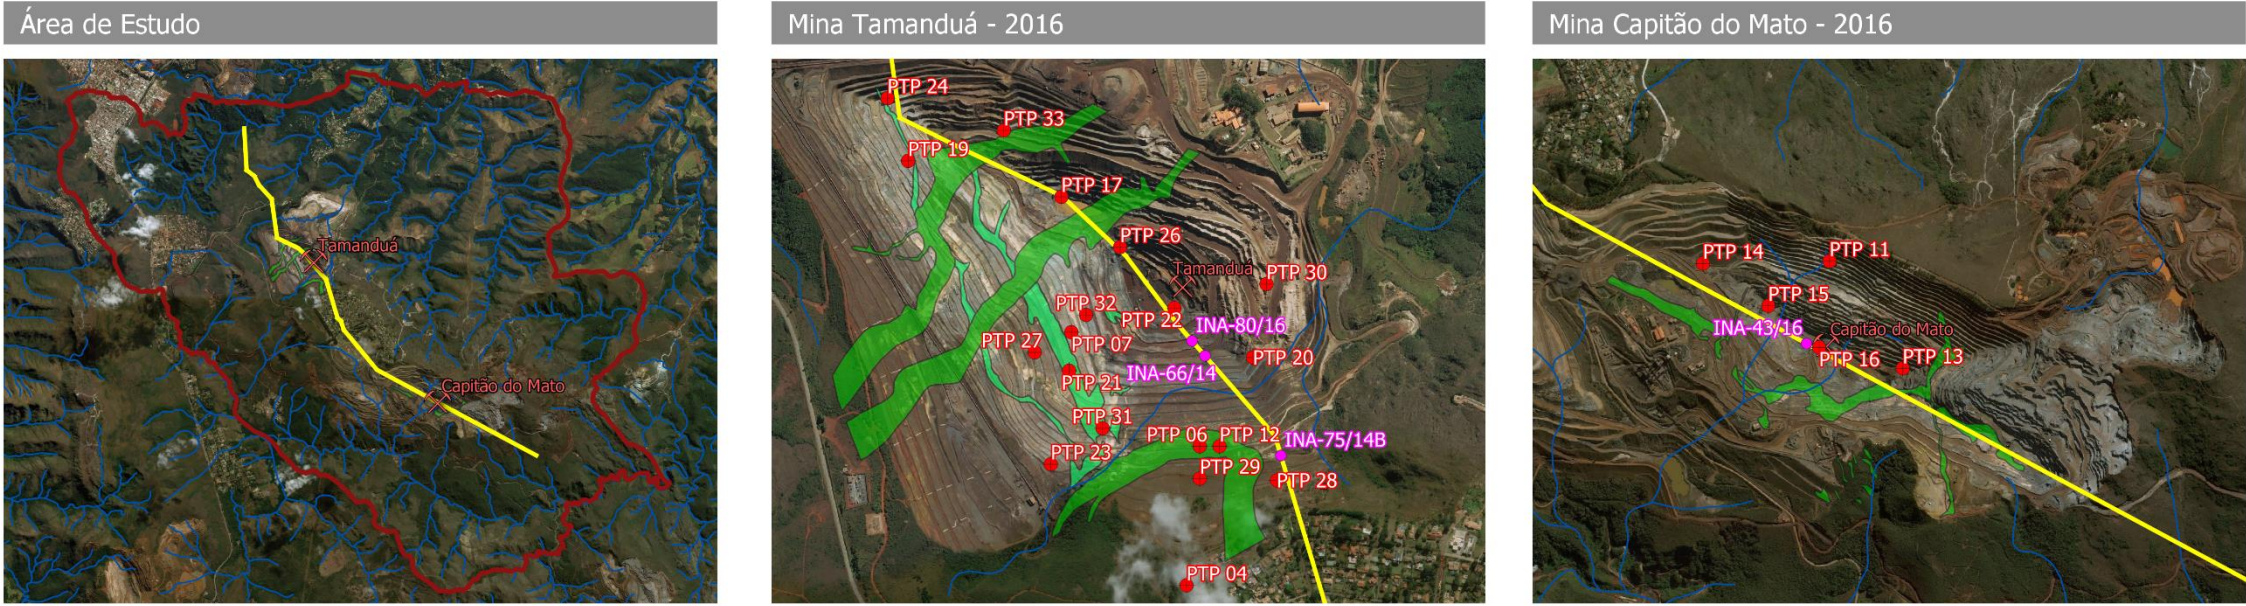 Área de Estudo
Tamanduá
Capitão do Mato
Mina Tamanduá - 2016
PTP 24
PTP 33
PTP 19
PTP 17
PTP 26
Tamanduá
PTP 30
PTP 32
PTP 22
INA-80/16
PTP 27
PTP 07
PTP 20
INA-66/14
PTP 21
PTP 31
PTP 06
PTP 12
INA-75/14B
PTP 23
PTP 29
PTP 28
PTP 04
Mina Capitão do Mato - 2016
PTP 14
PTP 11
PTP 15
INA-43/16
Capitão do Mato
PTP 16
PTP 13